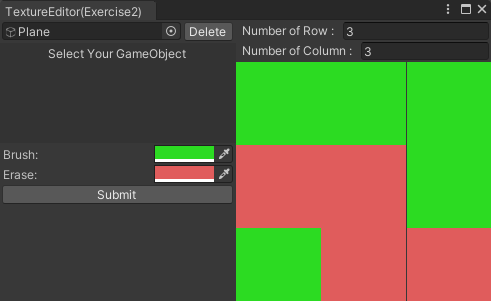 TextureEditor(Exercise2)
Plane
Delete
Select Your GameObject
Number of Row : 3
Number of Column : 3
Brush:
Erase:
Submit